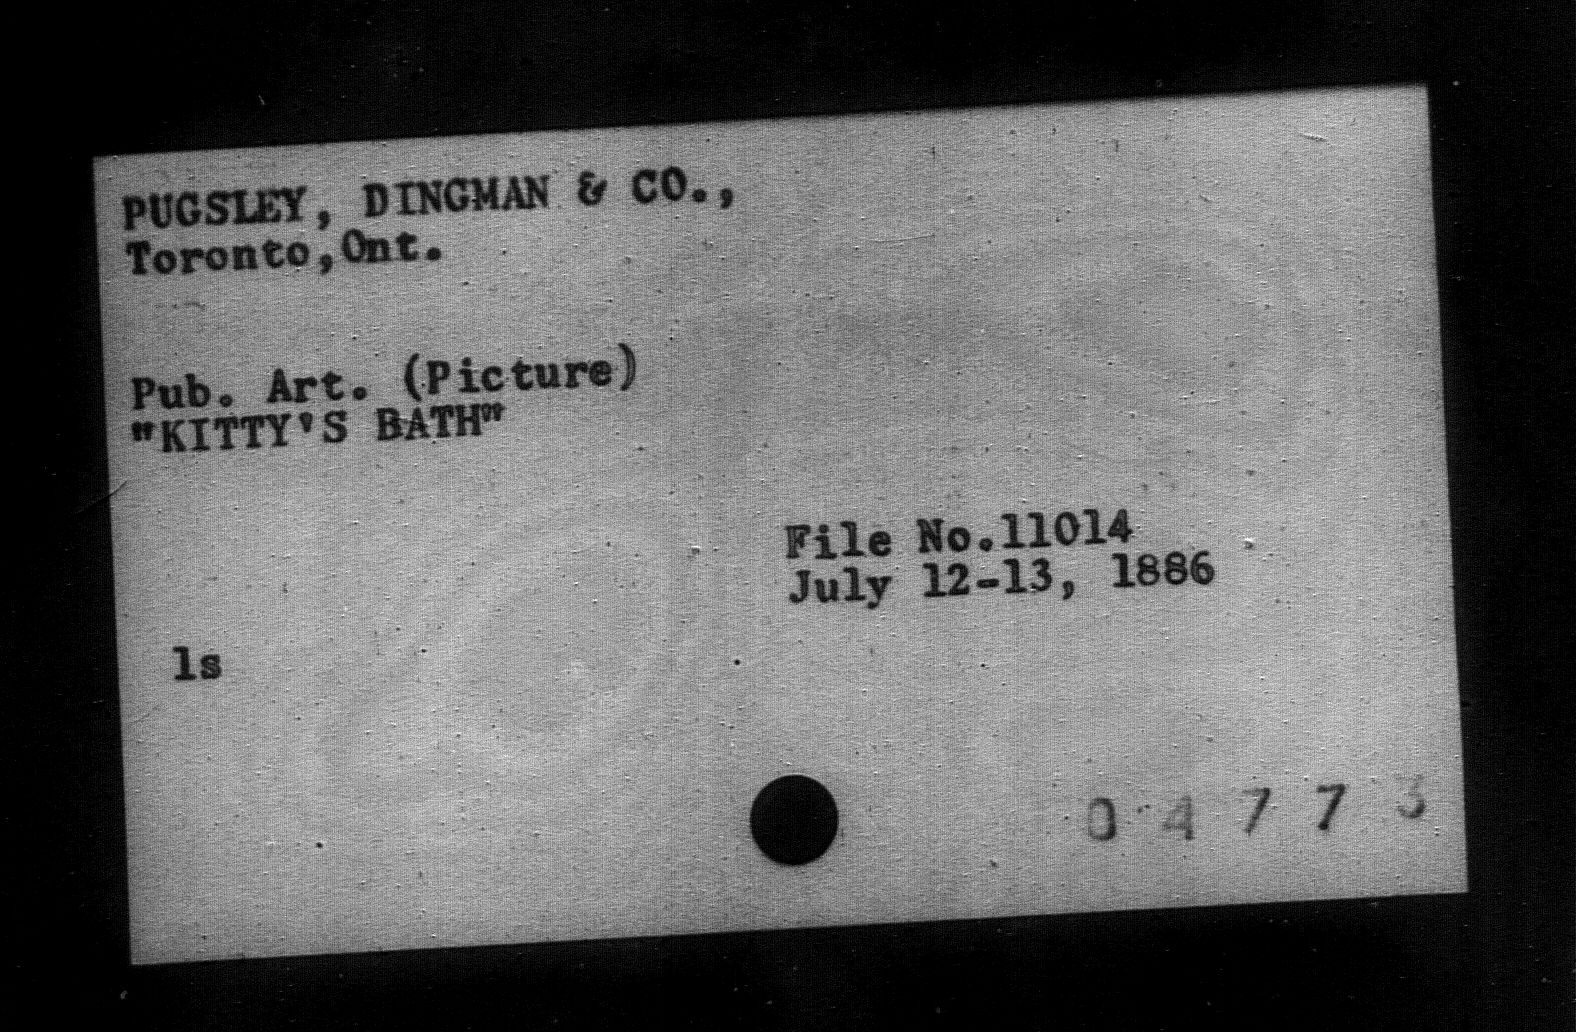 PUGSLEY, DINGMAN & CO.,
Toronto,Ont.
Pub. Art. (Picture)
"KITTY'S BATH"
File No.11014
July 12-13, 1886
ls
0 4 7 7 3